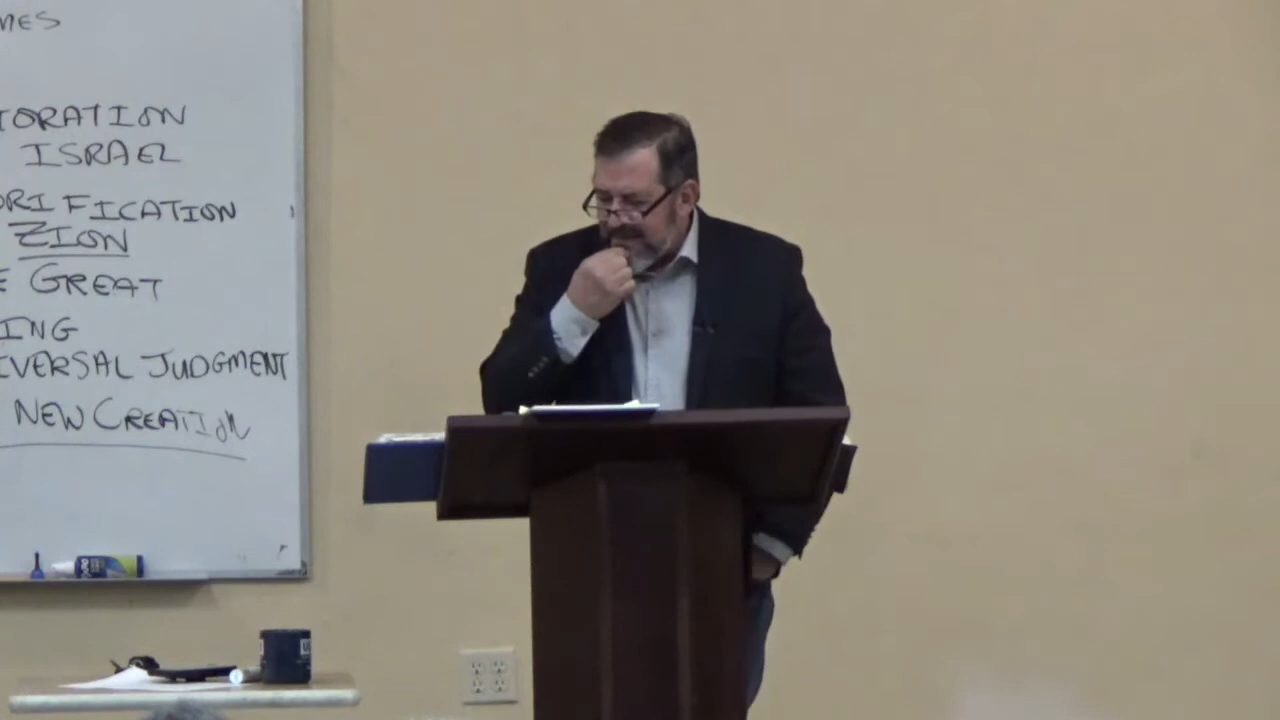 MES
TORATION
ISRAEL
ORIFICATION
ZION
E GREAT
ING
IVERSAL JUDGMENT
NEW CREATION